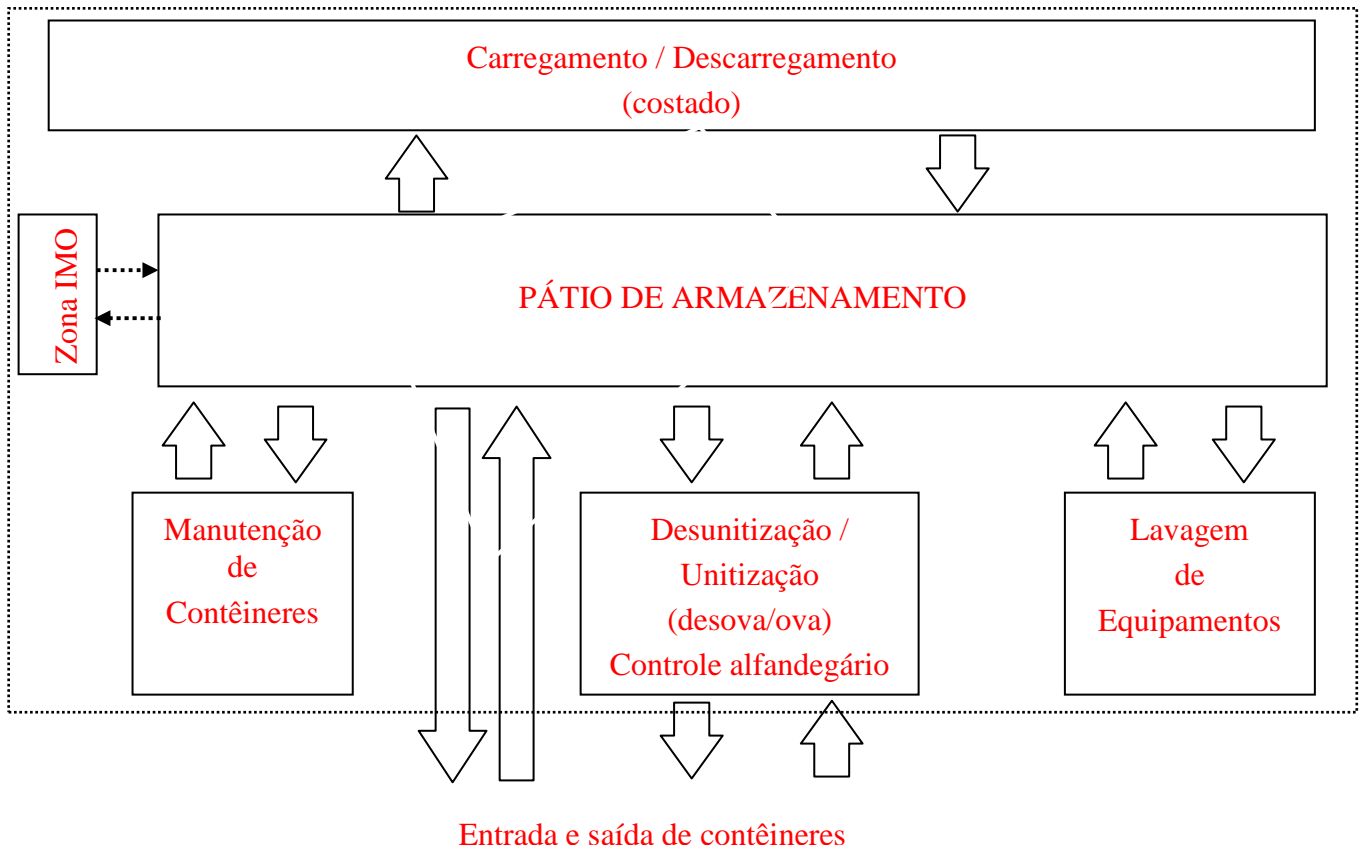 Carregamento / Descarregamento
(costado)
Zona IMO
PÁTIO DE ARMAZENAMENTO
Manutenção
de
Contêineres
Desunitização /
Unitização
(desova/ova)
Controle alfandegário
Lavagem
de
Equipamentos
Entrada e saída de contêineres